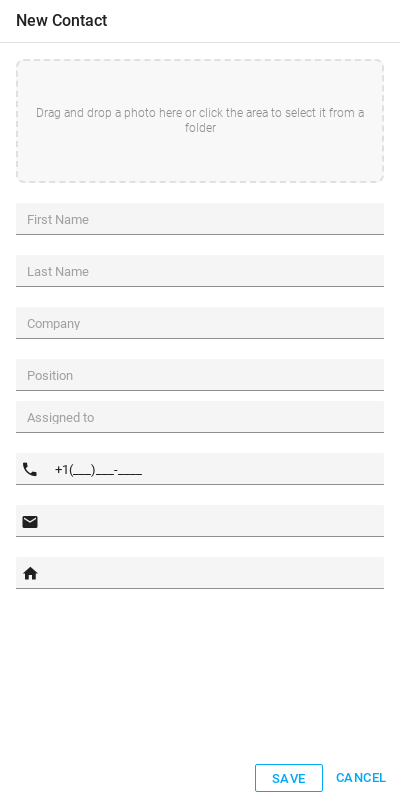 New Contact
Drag and drop a photo here or click the area to select it from a
folder
First Name
Last Name
Company
Position
Assigned to
+1(___)___-____
SAVE
CANCEL